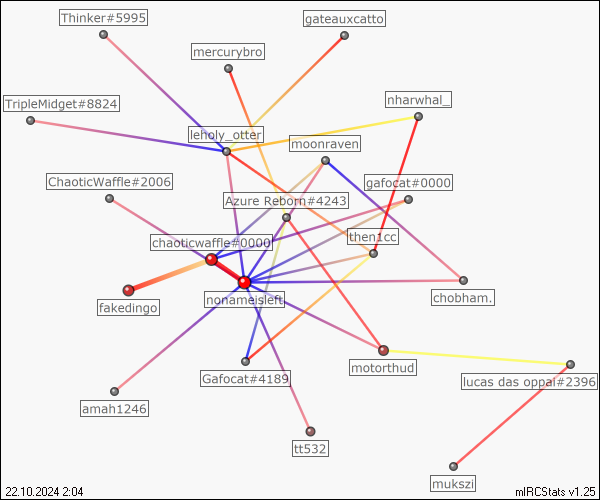 Thinker#5995
gateauxcatto
mercurybro
nharwhal_
TripleMidget#8824
leholy_otter
moonraven
ChaoticWaffle#2006
gafocat#0000
Azure Reborn#4243
chaoticwaffle#0000
then1cc
nonameisleft
chobham.
fakedingo
motorthud
Gafocat#4189
lucas das oppai#2396
amah1246
tt532
mukszi
22.10.2024 2:04
mIRCStats v1.25